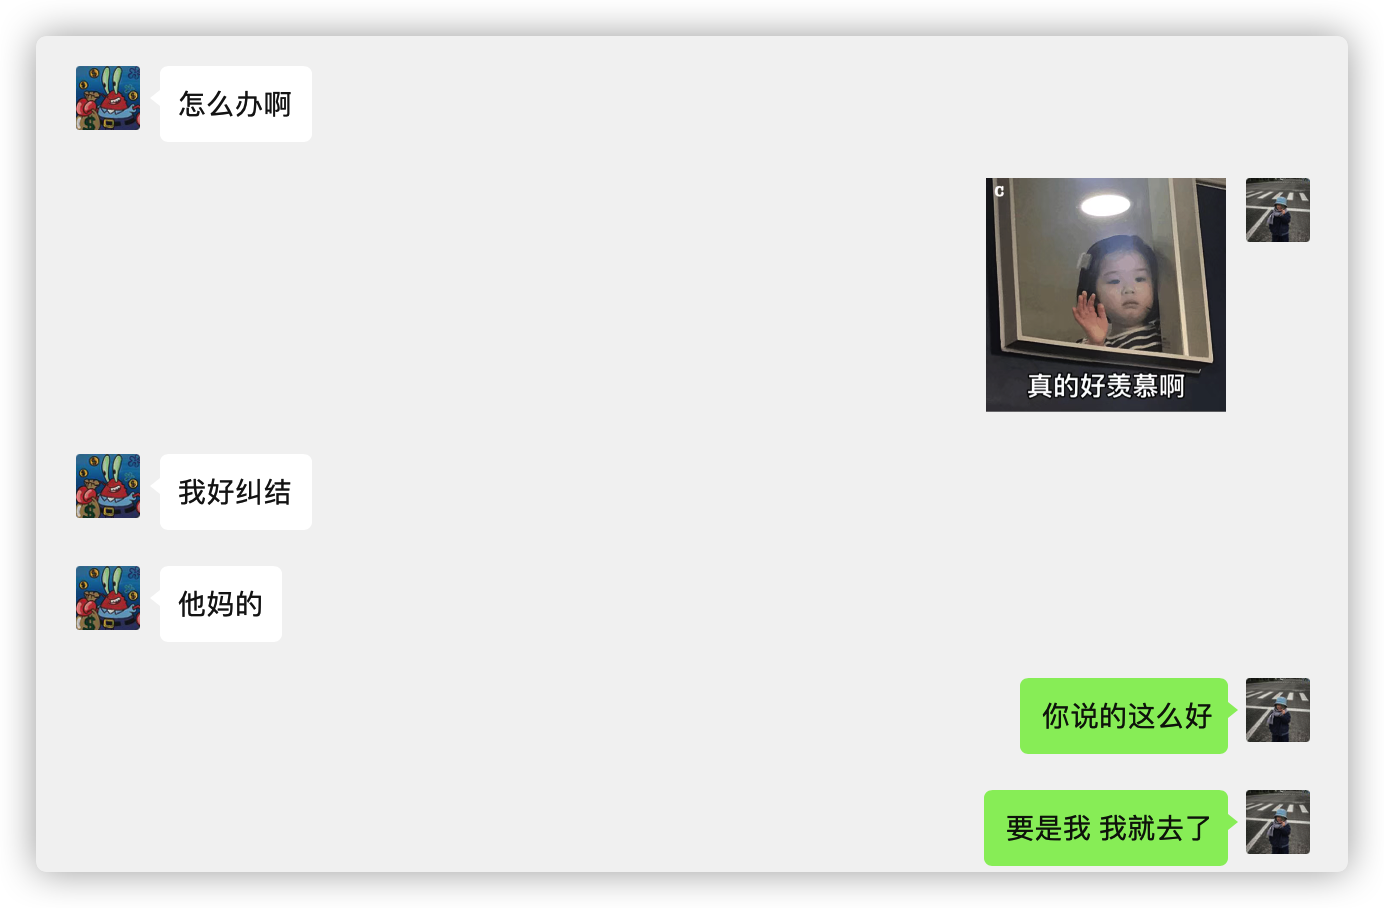 怎么办啊
C
真的好羡慕啊
我好纠结
他妈的
你说的这么好
要是我 我就去了